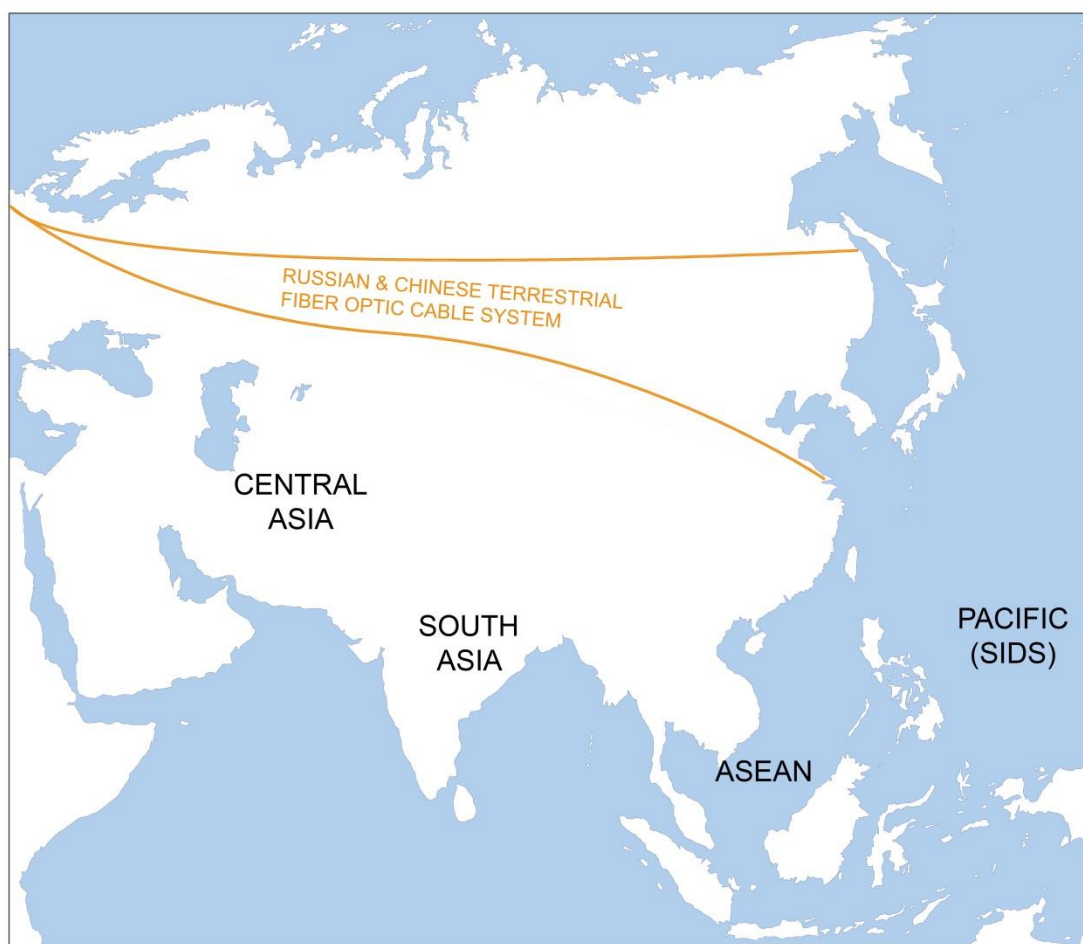 RUSSIAN & CHINESE TERRESTRIAL
FIBER OPTIC CABLE SYSTEM
CENTRAL
ASIA
SOUTH
ASIA
PACIFIC
(SIDS)
ASEAN